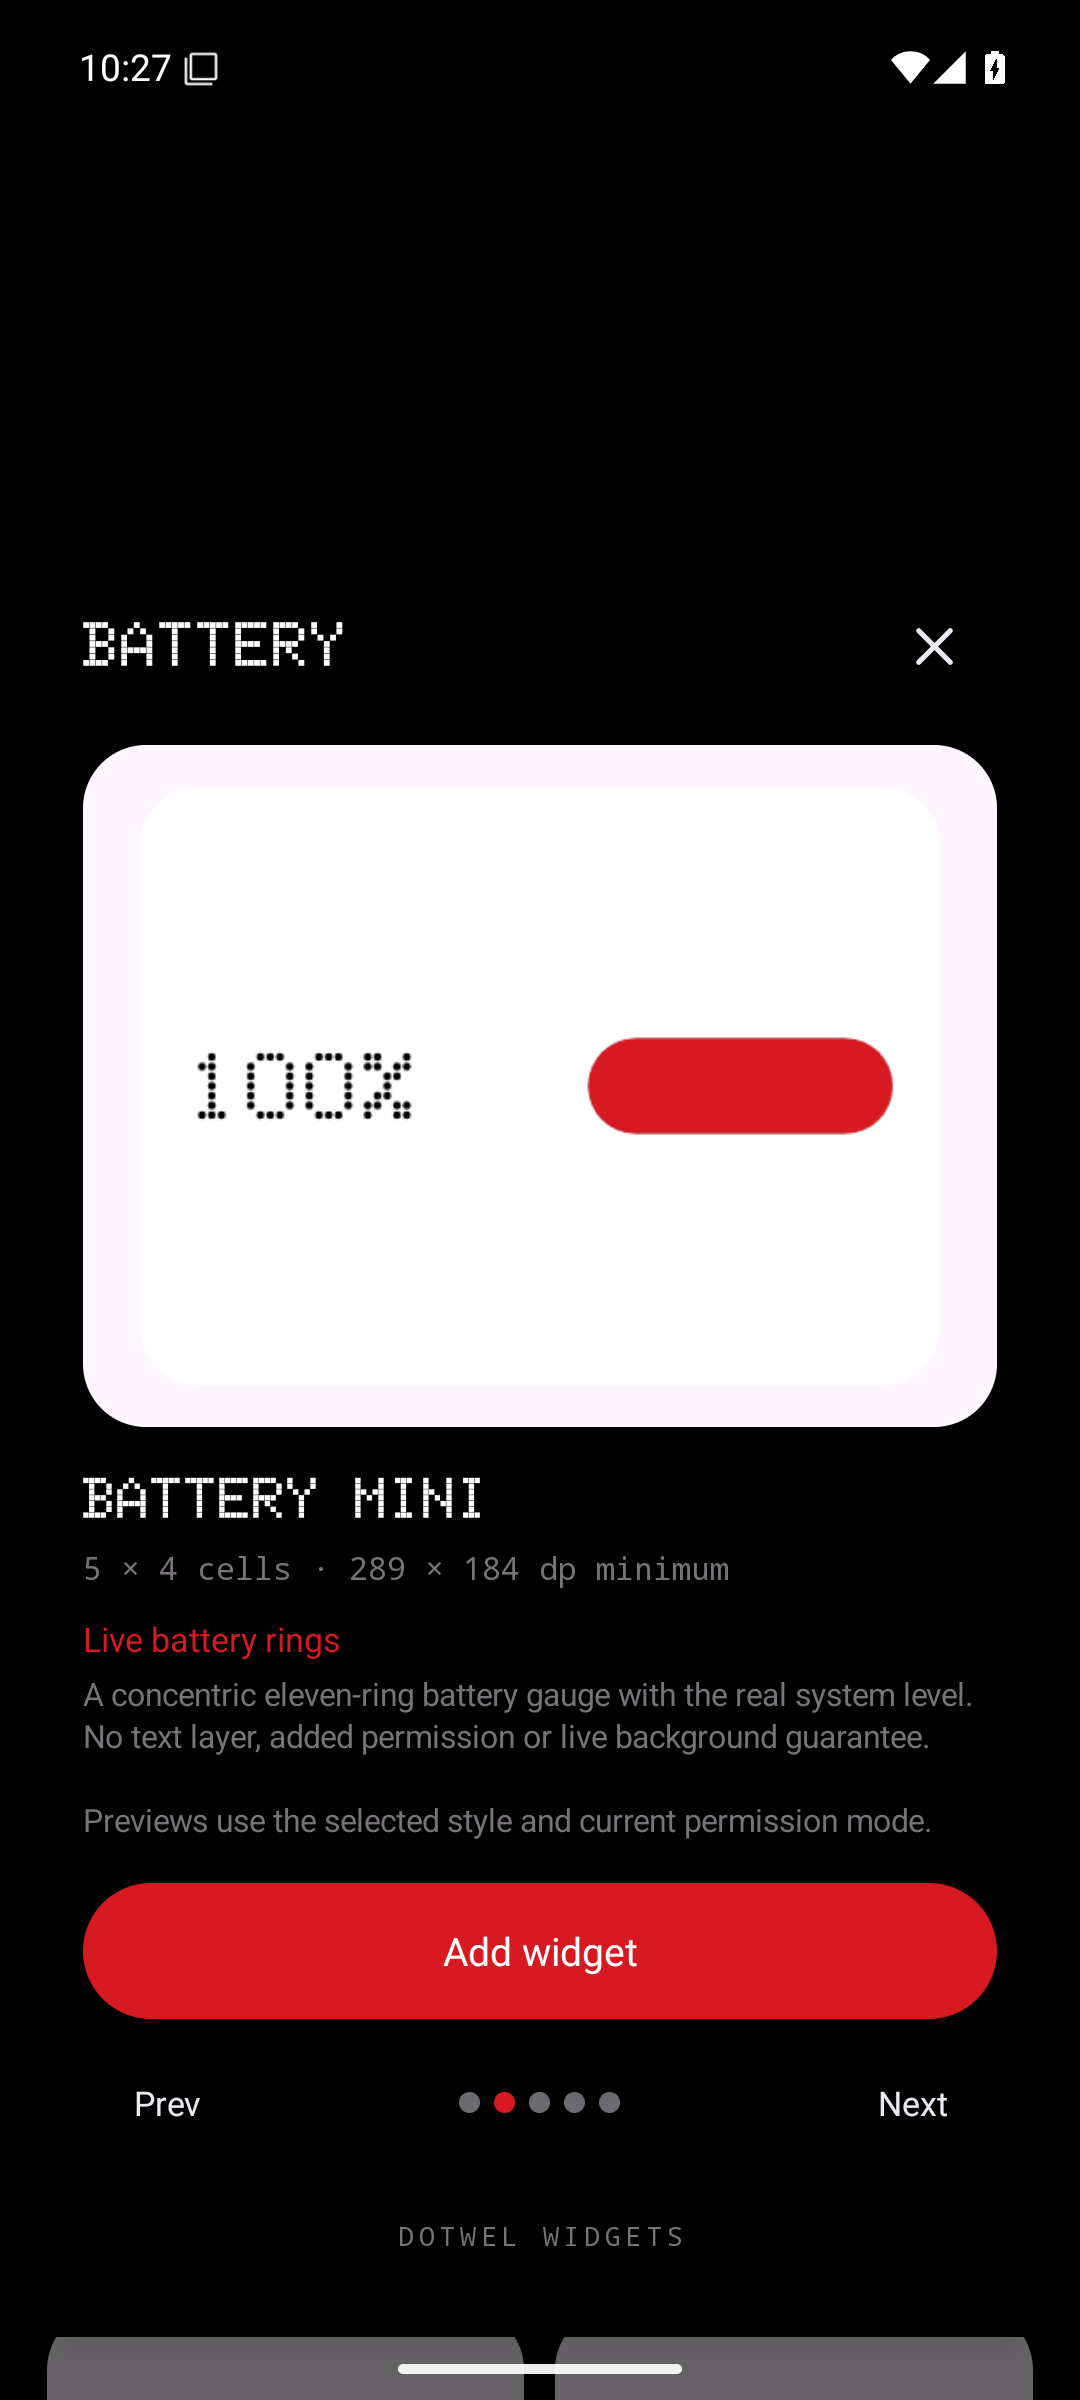 10:27
BATTERY
100%
BATTERY MINI
5 × 4 cells · 289 × 184 dp minimum
Live battery rings
A concentric eleven-ring battery gauge with the real system level.
No text layer, added permission or live background guarantee.
Previews use the selected style and current permission mode.
Add widget
Prev
Next
DOTWEL WIDGETS